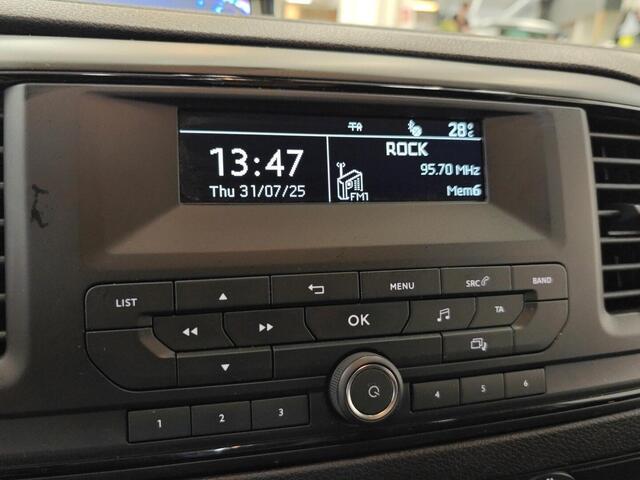 TA 28°C
13:47
Thu 31/07/25
ROCK
95.70 MHz
FM1 Mem6
LIST
MENU
SRC
BAND
OK
TA
1 2 3
4 5 6